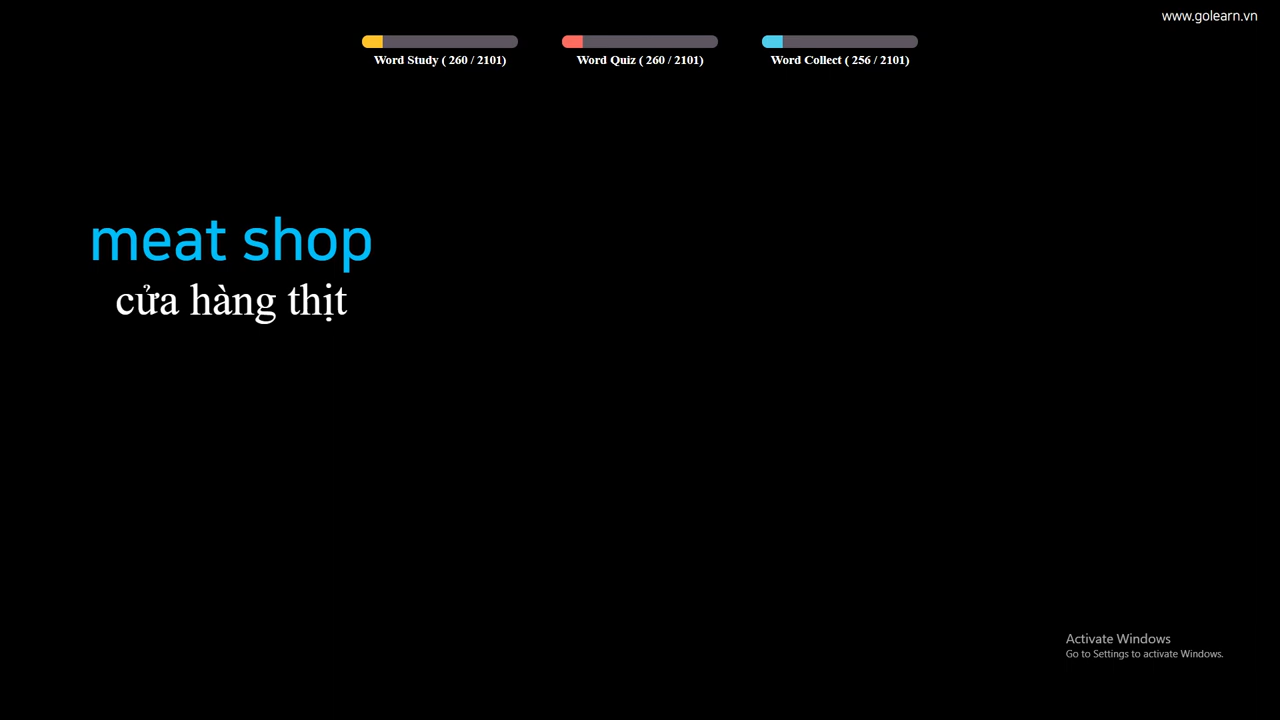 www.golearn.vn
Word Study ( 260 / 2101)
Word Quiz ( 260 / 2101)
Word Collect ( 256 / 2101)
meat shop
cửa hàng thịt
Activate Windows
Go to Settings to activate Windows.